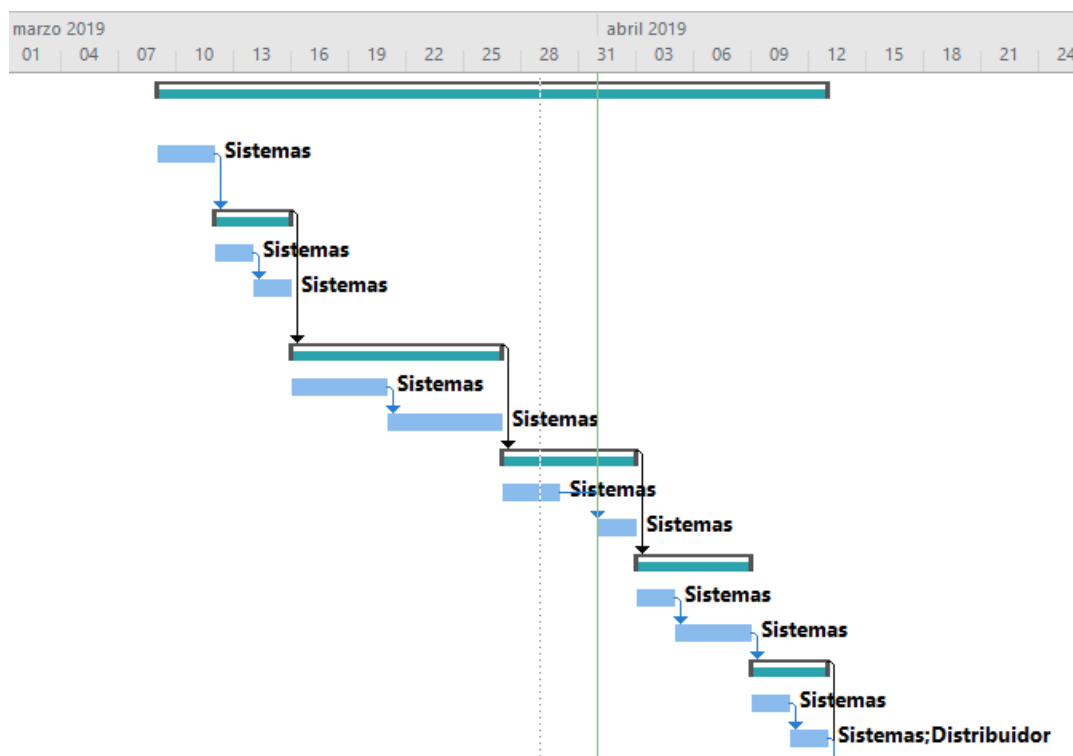 marzo 2019 abril 2019
01 04 07 10 13 16 19 22 25 28 31 03 06 09 12 15 18 21 24
Sistemas
Sistemas
Sistemas
Sistemas
Sistemas
Sistemas
Sistemas
Sistemas
Sistemas
Sistemas
Sistemas;Distribuidor